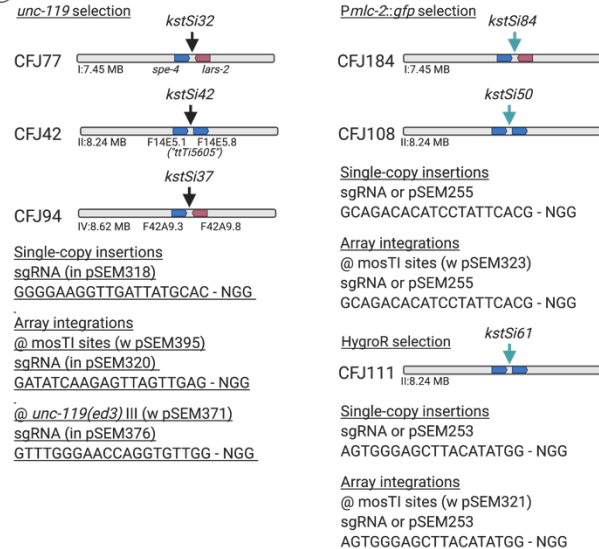 unc-119 selection
kstSi32
CFJ77
I:7.45 MB
spe-4
lars-2
kstSi42
CFJ42
II:8.24 MB
F14E5.1
F14E5.8
("ttTi5605")
kstSi37
CFJ94
IV:8.62 MB
F42A9.3
F42A9.8
Single-copy insertions
sgRNA (in pSEM318)
GGGGAAGGTTGATTATGCAC - NGG
Array integrations
@ mosTI sites (w pSEM395)
sgRNA (in pSEM320)
GATATCAAGAGTTAGTTGAG - NGG
@ unc-119(ed3) III (w pSEM371)
sgRNA (in pSEM376)
GTTTGGGAACCAGGTGTTGG - NGG
Pmlc-2::gfp selection
kstSi84
CFJ184
I:7.45 MB
kstSi50
CFJ108
II:8.24 MB
Single-copy insertions
sgRNA or pSEM255
GCAGACACATCCTATTCACG - NGG
Array integrations
@ mosTI sites (w pSEM323)
sgRNA or pSEM255
GCAGACACATCCTATTCACG - NGG
HygroR selection
kstSi61
CFJ111
II:8.24 MB
Single-copy insertions
sgRNA or pSEM253
AGTGGGAGCTTACATATGG - NGG
Array integrations
@ mosTI sites (w pSEM321)
sgRNA or pSEM253
AGTGGGAGCTTACATATGG - NGG